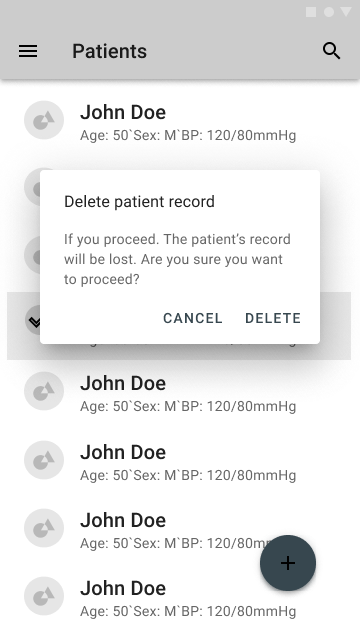 Patients
John Doe
Age: 50`Sex: M`BP: 120/80mmHg
Delete patient record
If you proceed. The patient’s record
will be lost. Are you sure you want
to proceed?
CANCEL DELETE
John Doe
Age: 50`Sex: M`BP: 120/80mmHg
John Doe
Age: 50`Sex: M`BP: 120/80mmHg
John Doe
Age: 50`Sex: M`BP: 120/80m
John Doe
Age: 50`Sex: M`BP: 120/80mmHg